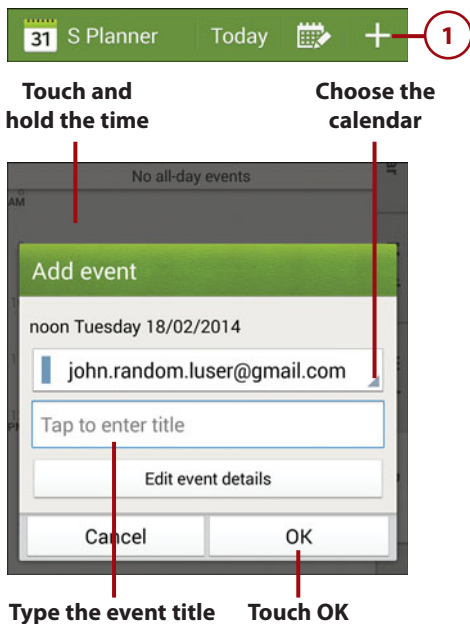 31 S Planner Today 1
Touch and
hold the time
Choose the
calendar
No all-day events
AM
Add event
noon Tuesday 18/02/2014
john.random.luser@gmail.com
Tap to enter title
Edit event details
Cancel OK
Type the event title Touch OK